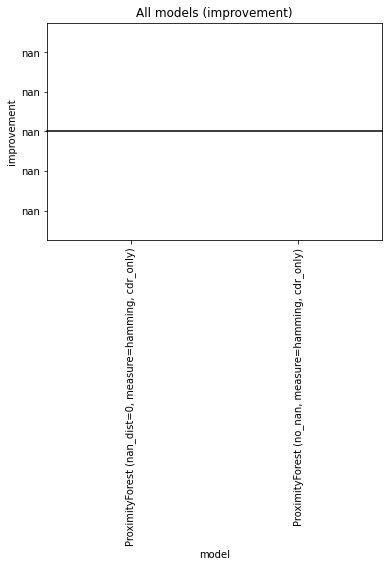 All models (improvement)
nan
nan
nan
nan
nan
improvement
ProximityForest (nan_dist=0, measure=hamming, cdr_only)
ProximityForest (no_nan, measure=hamming, cdr_only)
model